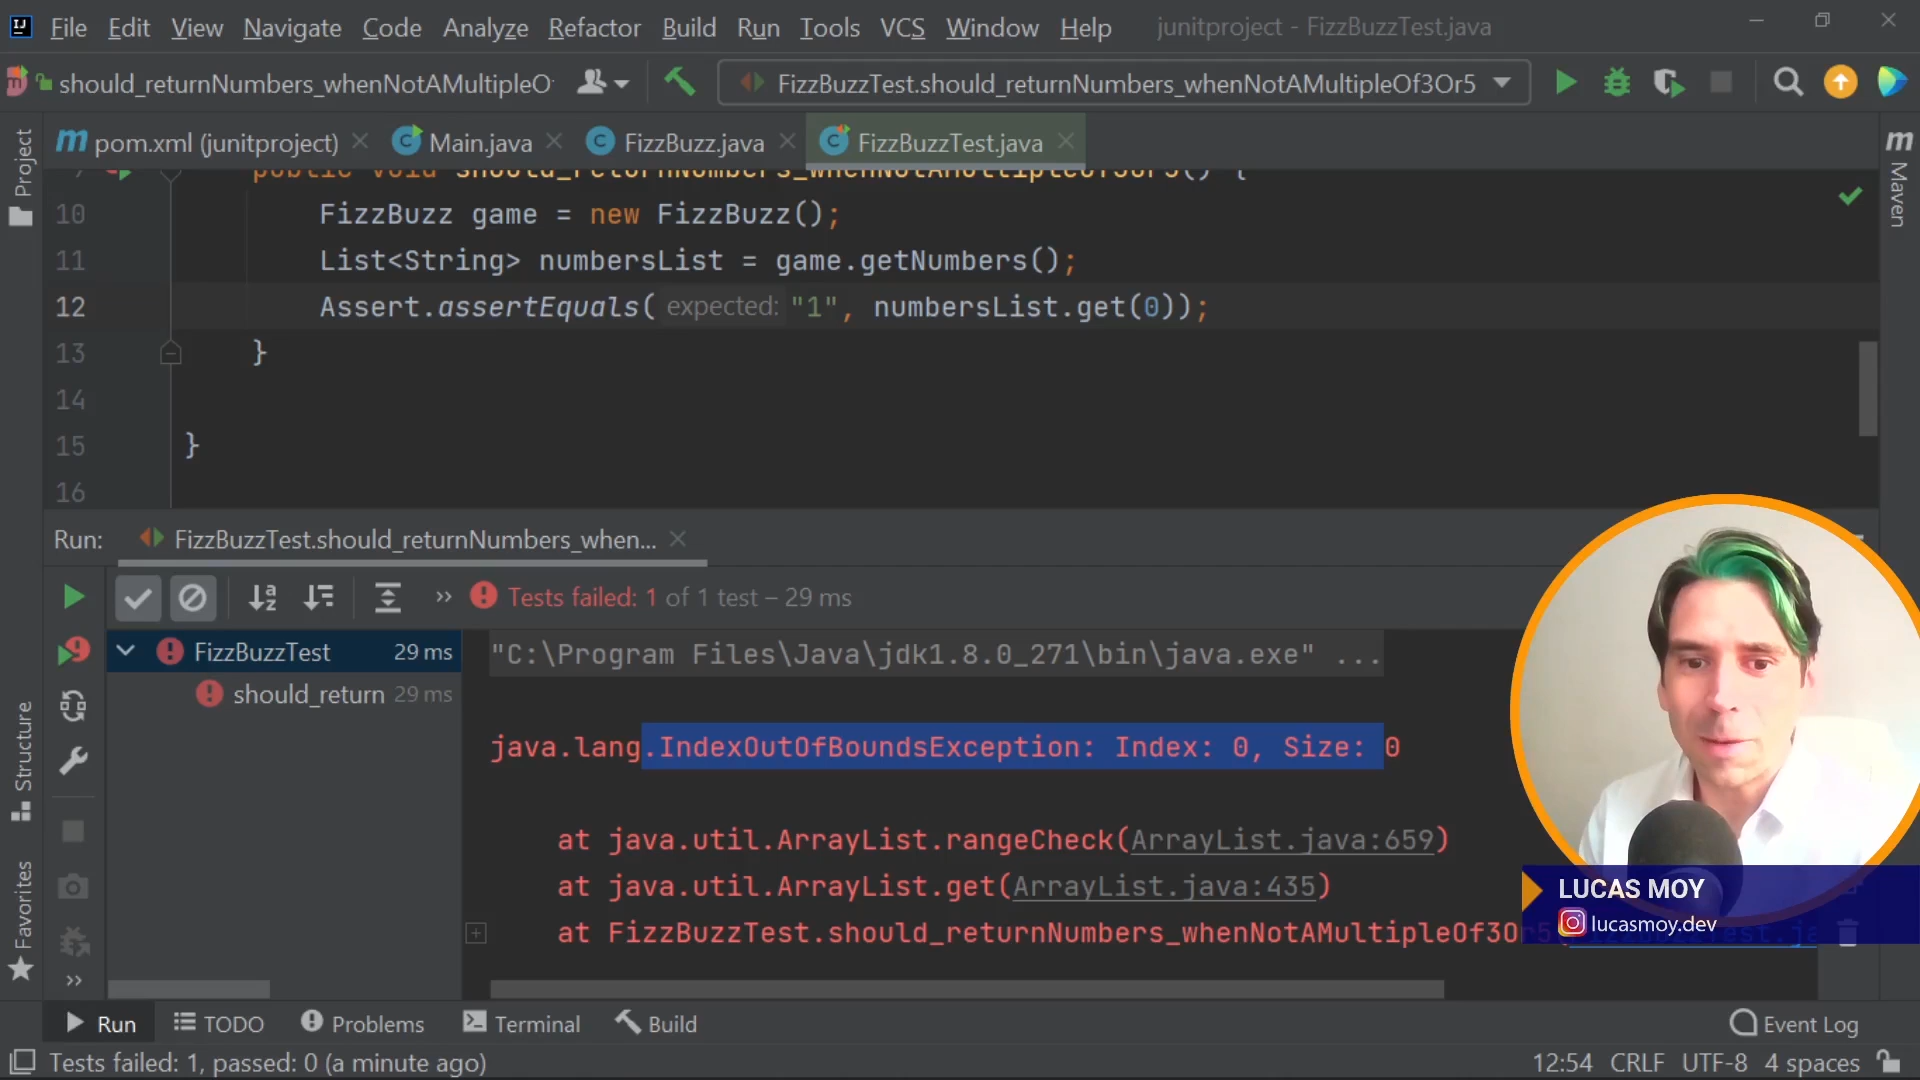 File Edit View Navigate Code Analyze Refactor Build Run Tools VCS Window Help junitproject - FizzBuzzTest.java
should_returnNumbers_whenNotAMultipleO
FizzBuzzTest.should_returnNumbers_whenNotAMultipleOf3Or5
pom.xml (junitproject) Main.java FizzBuzz.java FizzBuzzTest.java
Project
Maven
public void should_returnNumbers_whenNotAMultipleOf3Or5() {
10 FizzBuzz game = new FizzBuzz();
11 List<String> numbersList = game.getNumbers();
12 Assert.assertEquals( expected: "1", numbersList.get(0));
13 }
14
15 }
16
Run: FizzBuzzTest.should_returnNumbers_when...
Tests failed: 1 of 1 test – 29 ms
FizzBuzzTest 29 ms
should_return 29 ms
"C:\Program Files\Java\jdk1.8.0_271\bin\java.exe" ...
java.lang.IndexOutOfBoundsException: Index: 0, Size: 0
at java.util.ArrayList.rangeCheck(ArrayList.java:659)
at java.util.ArrayList.get(ArrayList.java:435)
at FizzBuzzTest.should_returnNumbers_whenNotAMultipleOf3Or5(
Structure
Favorites
LUCAS MOY
lucasmoy.dev
Run TODO Problems Terminal Build Event Log
Tests failed: 1, passed: 0 (a minute ago) 12:54 CRLF UTF-8 4 spaces